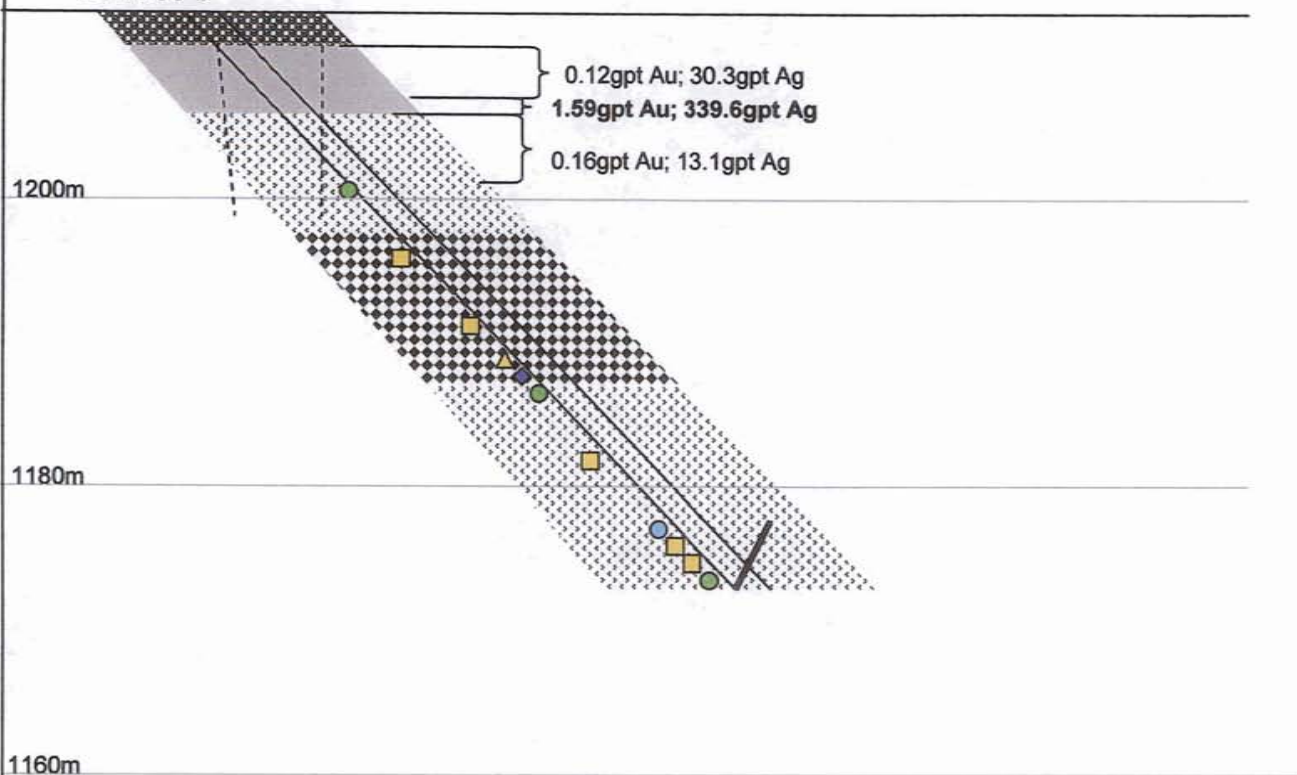 0.12gpt Au; 30.3gpt Ag
1.59gpt Au; 339.6gpt Ag
0.16gpt Au; 13.1gpt Ag
1200m
1180m
1160m